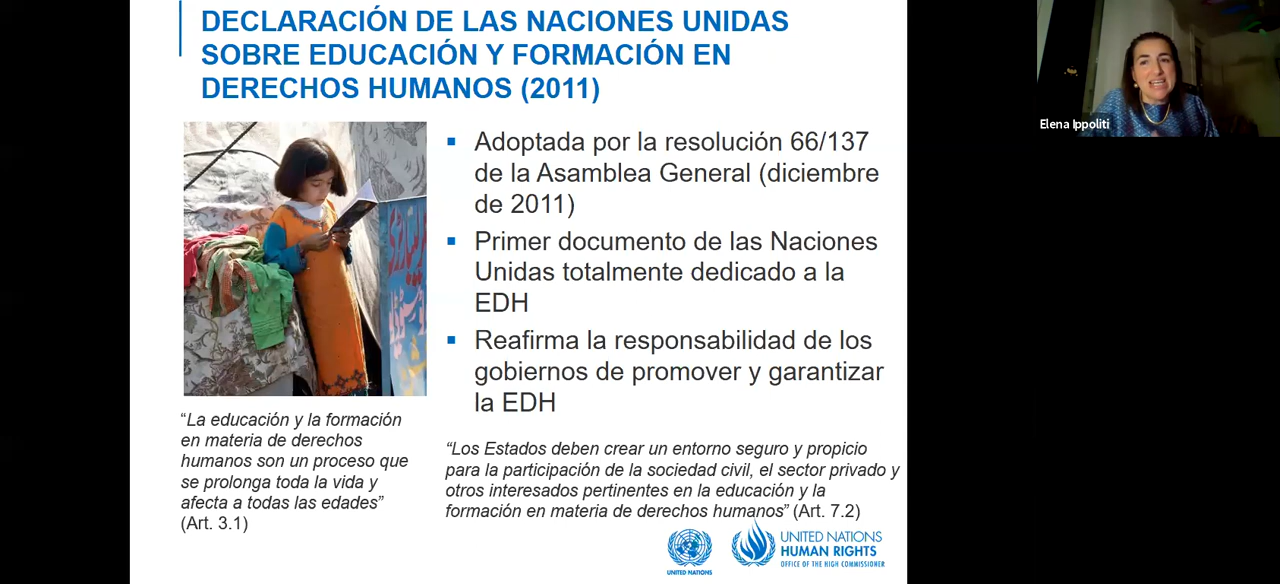 DECLARACIÓN DE LAS NACIONES UNIDAS
SOBRE EDUCACIÓN Y FORMACIÓN EN
DERECHOS HUMANOS (2011)
▪ Adoptada por la resolución 66/137
de la Asamblea General (diciembre
de 2011)
▪ Primer documento de las Naciones
Unidas totalmente dedicado a la
EDH
▪ Reafirma la responsabilidad de los
gobiernos de promover y garantizar
la EDH
“La educación y la formación
en materia de derechos
humanos son un proceso que
se prolonga toda la vida y
afecta a todas las edades”
(Art. 3.1)
“Los Estados deben crear un entorno seguro y propicio
para la participación de la sociedad civil, el sector privado y
otros interesados pertinentes en la educación y la
formación en materia de derechos humanos” (Art. 7.2)
UNITED NATIONS
UNITED NATIONS
HUMAN RIGHTS
OFFICE OF THE HIGH COMMISSIONER
Elena Ippoliti